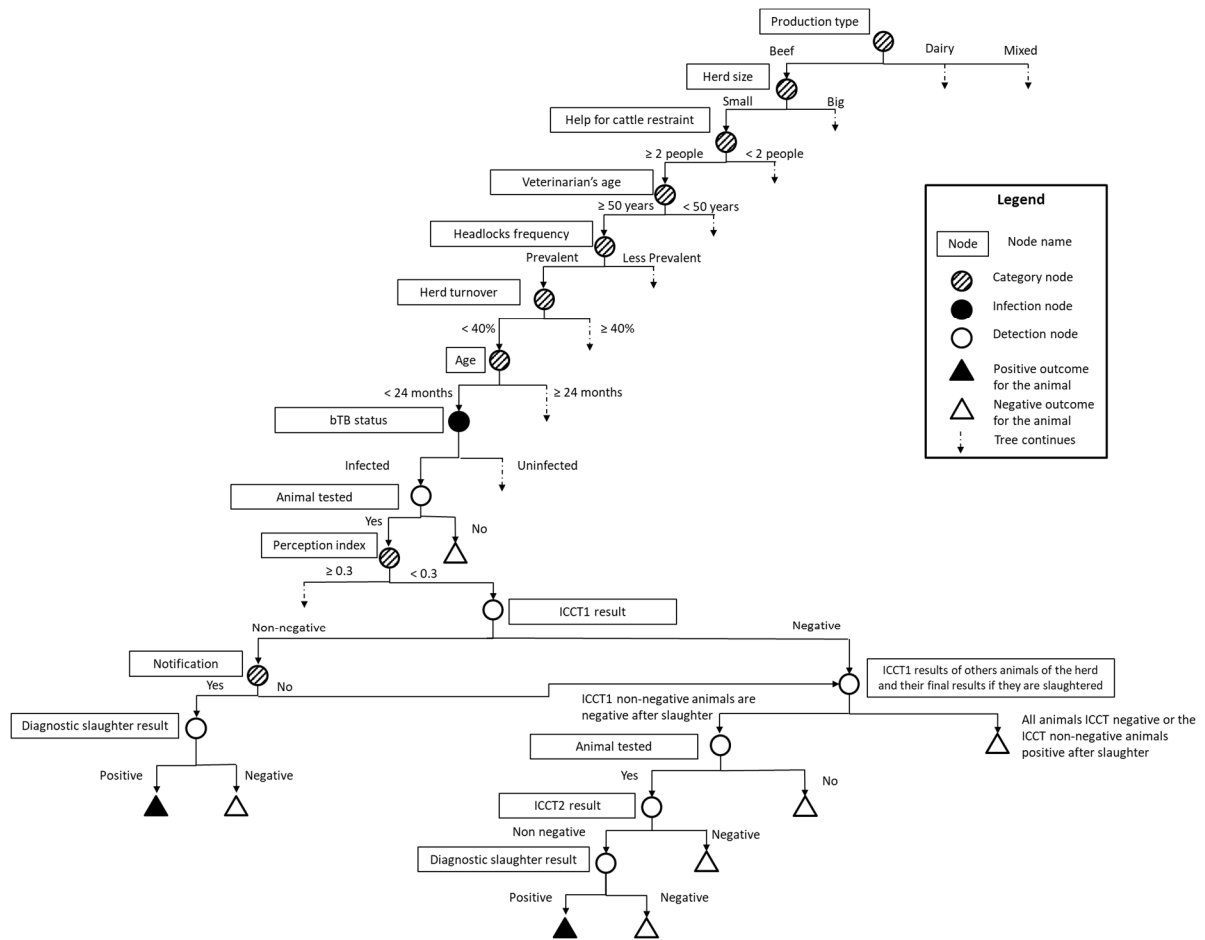 Production type
Beef
Dairy
Mixed
Herd size
Small
Big
Help for cattle restraint
≥ 2 people
< 2 people
Veterinarian's age
≥ 50 years
< 50 years
Headlocks frequency
Prevalent
Less Prevalent
Herd turnover
< 40%
≥ 40%
Age
< 24 months
≥ 24 months
bTB status
Infected
Uninfected
Animal tested
Yes
No
Perception index
≥ 0.3
< 0.3
ICCT1 result
Non-negative
Negative
Notification
Yes
No
ICCT1 results of others animals of the herd
and their final results if they are slaughtered
Diagnostic slaughter result
Positive
Negative
ICCT1 non-negative animals are
negative after slaughter
All animals ICCT negative or the
ICCT non-negative animals
positive after slaughter
Animal tested
Yes
No
ICCT2 result
Non negative
Negative
Diagnostic slaughter result
Positive
Negative
Legend
Node
Node name
Category node
Infection node
Detection node
Positive outcome
for the animal
Negative outcome
for the animal
Tree continues